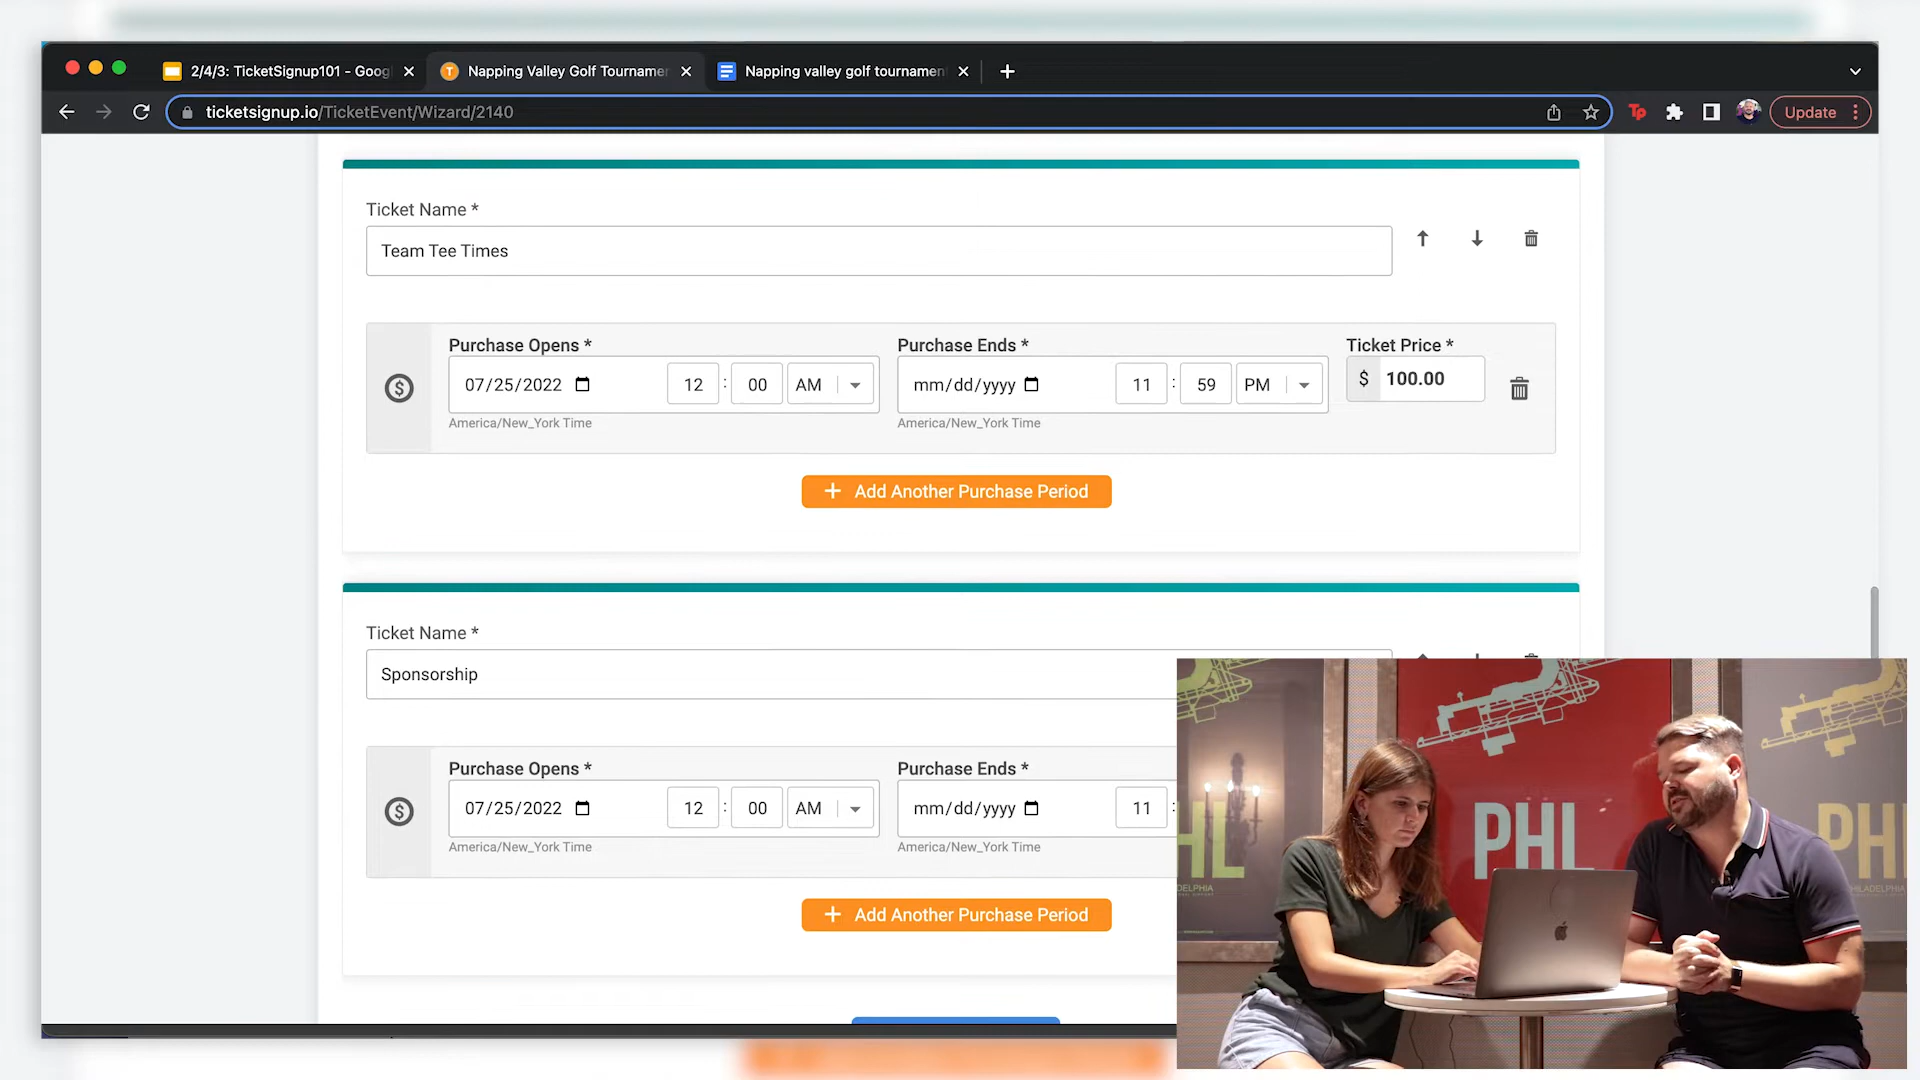 2/4/3: TicketSignup101 - Goog
Napping Valley Golf Tournamen
Napping valley golf tournament
ticketsignup.io/TicketEvent/Wizard/2140
Tp
Update
Ticket Name *
Team Tee Times
Purchase Opens *
Purchase Ends *
Ticket Price *
07/25/2022 12 : 00 AM
mm/dd/yyyy 11 : 59 PM
$ 100.00
America/New_York Time
America/New_York Time
+ Add Another Purchase Period
Ticket Name *
Sponsorship
Purchase Opens *
Purchase Ends *
07/25/2022 12 : 00 AM
mm/dd/yyyy 11 :
America/New_York Time
America/New_York Time
+ Add Another Purchase Period
PHL
PHL
PHL